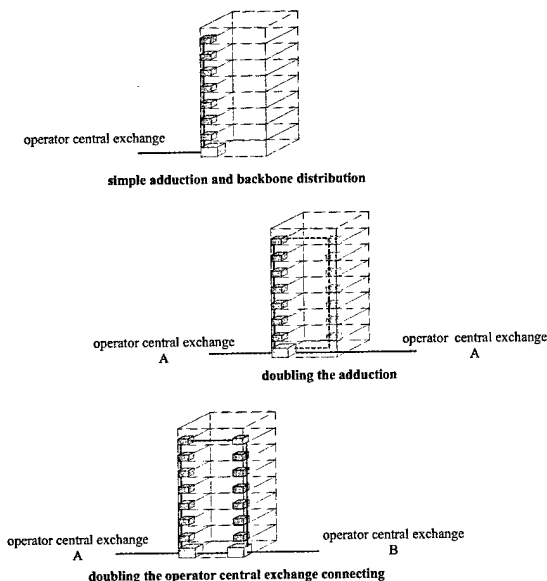 operator central exchange
simple adduction and backbone distribution
operator central exchange
A
operator central exchange
A
doubling the adduction
operator central exchange
A
operator central exchange
B
doubling the operator central exchange connecting